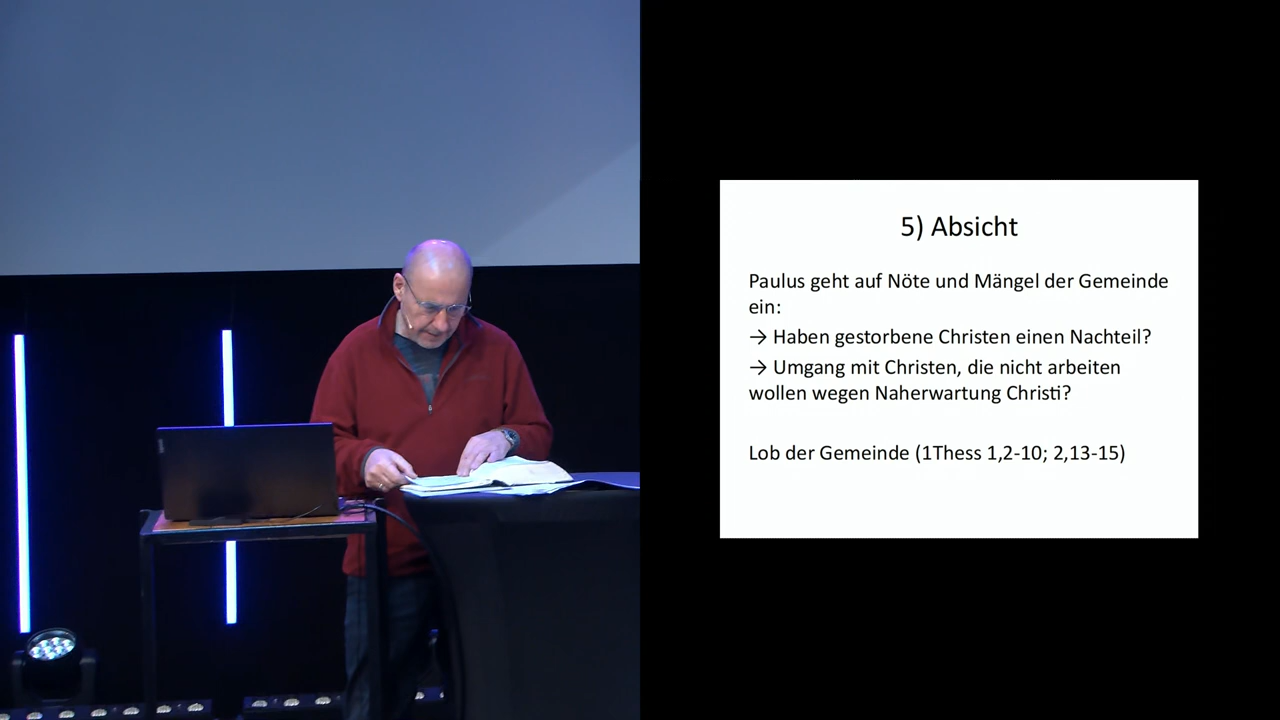 5) Absicht
Paulus geht auf Nöte und Mängel der Gemeinde
ein:
→ Haben gestorbene Christen einen Nachteil?
→ Umgang mit Christen, die nicht arbeiten
wollen wegen Naherwartung Christi?
Lob der Gemeinde (1Thess 1,2-10; 2,13-15)